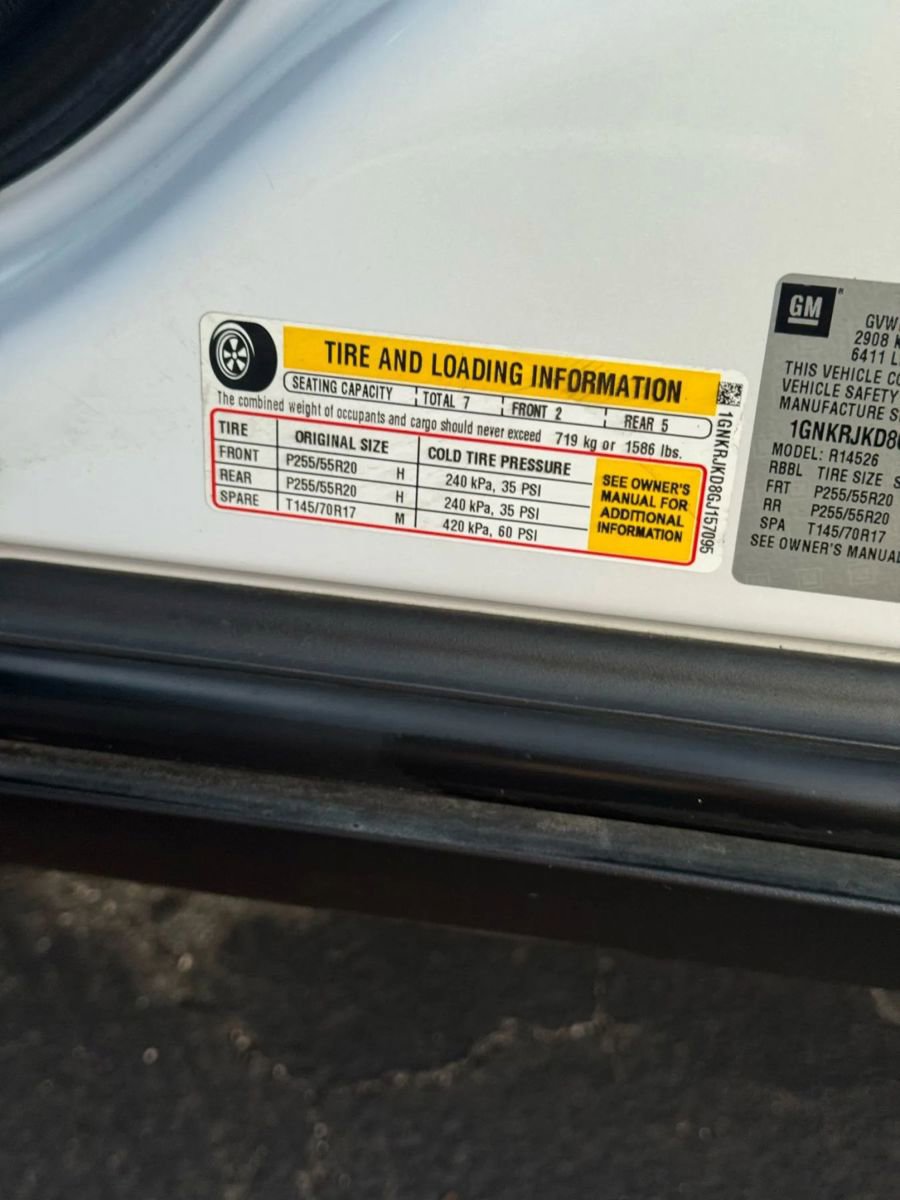 TIRE AND LOADING INFORMATION
SEATING CAPACITY TOTAL 7 FRONT 2 REAR 5
The combined weight of occupants and cargo should never exceed 719 kg or 1586 lbs.
TIRE ORIGINAL SIZE COLD TIRE PRESSURE
FRONT P255/55R20 H 240 kPa, 35 PSI
REAR P255/55R20 H 240 kPa, 35 PSI
SPARE T145/70R17 M 420 kPa, 60 PSI
SEE OWNER'S
MANUAL FOR
ADDITIONAL
INFORMATION
1GNKRJKD8GJ157095
GM
GVW
2908 K
6411 L
THIS VEHICLE CO
VEHICLE SAFETY
MANUFACTURE S
1GNKRJKD8
MODEL: R14526
RBBL TIRE SIZE S
FRT P255/55R20
RR P255/55R20
SPA T145/70R17
SEE OWNER'S MANUAL